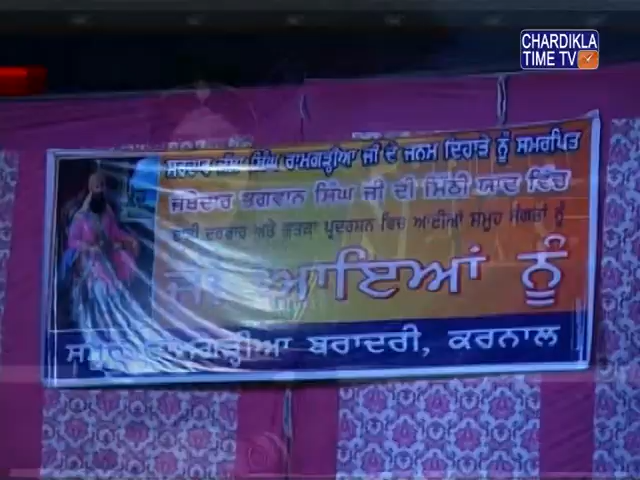 CHARDIKLA
TIME TV
ਸਿੰਘ ਰਾਮਗੜ੍ਹੀਆ ਜੀ ਦੇ ਜਨਮ ਦਿਹਾੜੇ ਨੂੰ ਸਮਰਪਿਤ
ਜਥੇਦਾਰ ਭਗਵਾਨ ਸਿੰਘ ਜੀ ਦੀ ਮਿੱਠੀ ਯਾਦ ਵਿੱਚ
ਦਰਬਾਰ ਅਤੇ ਗੱਤਕਾ ਪ੍ਰਦਰਸ਼ਨ ਵਿਚ ਆਈਆਂ ਸਮੂਹ ਸੰਗਤਾਂ ਨੂੰ
ਆਇਆਂ ਨੂੰ
ਰਾਮਗੜ੍ਹੀਆ ਬਰਾਦਰੀ, ਕਰਨਾਲ